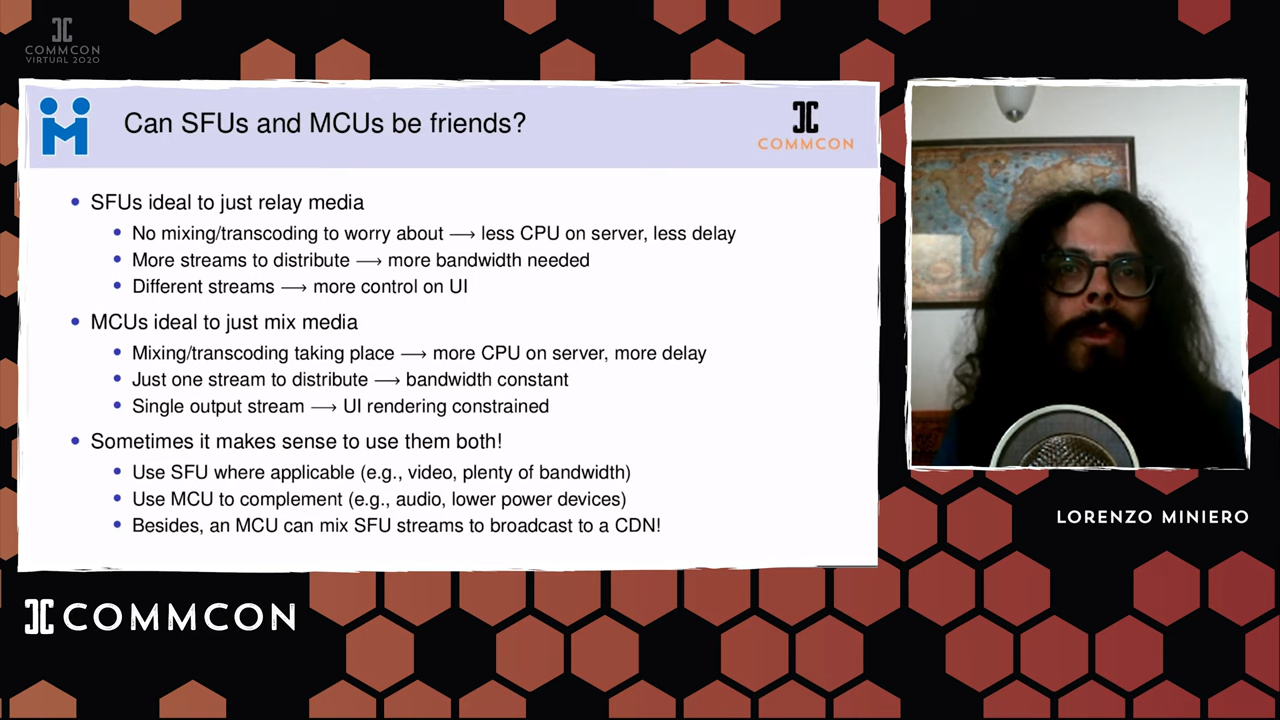 COMMCON
VIRTUAL 2020
Can SFUs and MCUs be friends?
COMMCON
• SFUs ideal to just relay media
• No mixing/transcoding to worry about ⟶ less CPU on server, less delay
• More streams to distribute ⟶ more bandwidth needed
• Different streams ⟶ more control on UI
• MCUs ideal to just mix media
• Mixing/transcoding taking place ⟶ more CPU on server, more delay
• Just one stream to distribute ⟶ bandwidth constant
• Single output stream ⟶ UI rendering constrained
• Sometimes it makes sense to use them both!
• Use SFU where applicable (e.g., video, plenty of bandwidth)
• Use MCU to complement (e.g., audio, lower power devices)
• Besides, an MCU can mix SFU streams to broadcast to a CDN!
LORENZO MINIERO
COMMCON